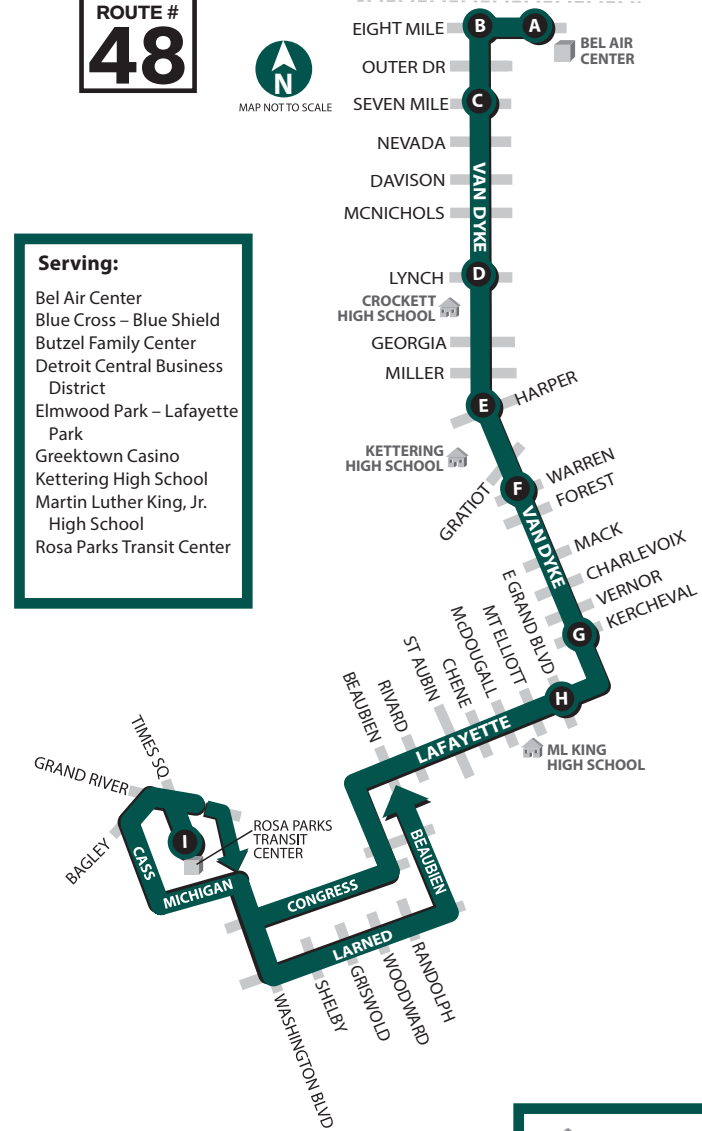 ROUTE #
48
N
MAP NOT TO SCALE
EIGHT MILE
B
A
BEL AIR
CENTER
OUTER DR
SEVEN MILE
C
NEVADA
DAVISON
MCNICHOLS
VAN DYKE
LYNCH
D
CROCKETT
HIGH SCHOOL
GEORGIA
MILLER
E
HARPER
KETTERING
HIGH SCHOOL
GRATIOT
F
WARREN
FOREST
VAN DYKE
MACK
CHARLEVOIX
VERNOR
KERCHEVAL
G
E GRAND BLVD
H
MT ELLIOTT
McDOUGALL
CHENE
ST AUBIN
RIVARD
BEAUBIEN
LAFAYETTE
ML KING
HIGH SCHOOL
Serving:
Bel Air Center
Blue Cross – Blue Shield
Butzel Family Center
Detroit Central Business
District
Elmwood Park – Lafayette
Park
Greektown Casino
Kettering High School
Martin Luther King, Jr.
High School
Rosa Parks Transit Center
TIMES SQ
GRAND RIVER
BAGLEY
CASS
I
ROSA PARKS
TRANSIT
CENTER
MICHIGAN
CONGRESS
BEAUBIEN
LARNED
RANDOLPH
WOODWARD
GRISWOLD
SHELBY
WASHINGTON BLVD